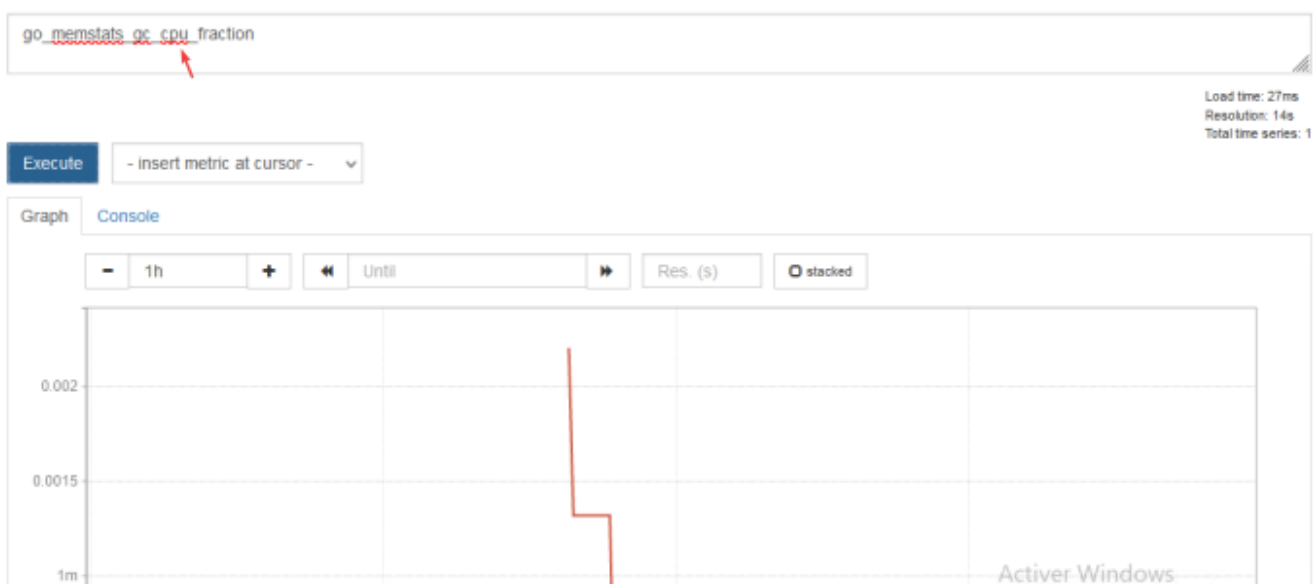 go_memstats_gc_cpu_fraction
Load time: 27ms
Resolution: 14s
Total time series: 1
Execute
- insert metric at cursor -
Graph Console
- 1h + Until Res. (s) stacked
0.002
0.0015
1m
Activer Windows